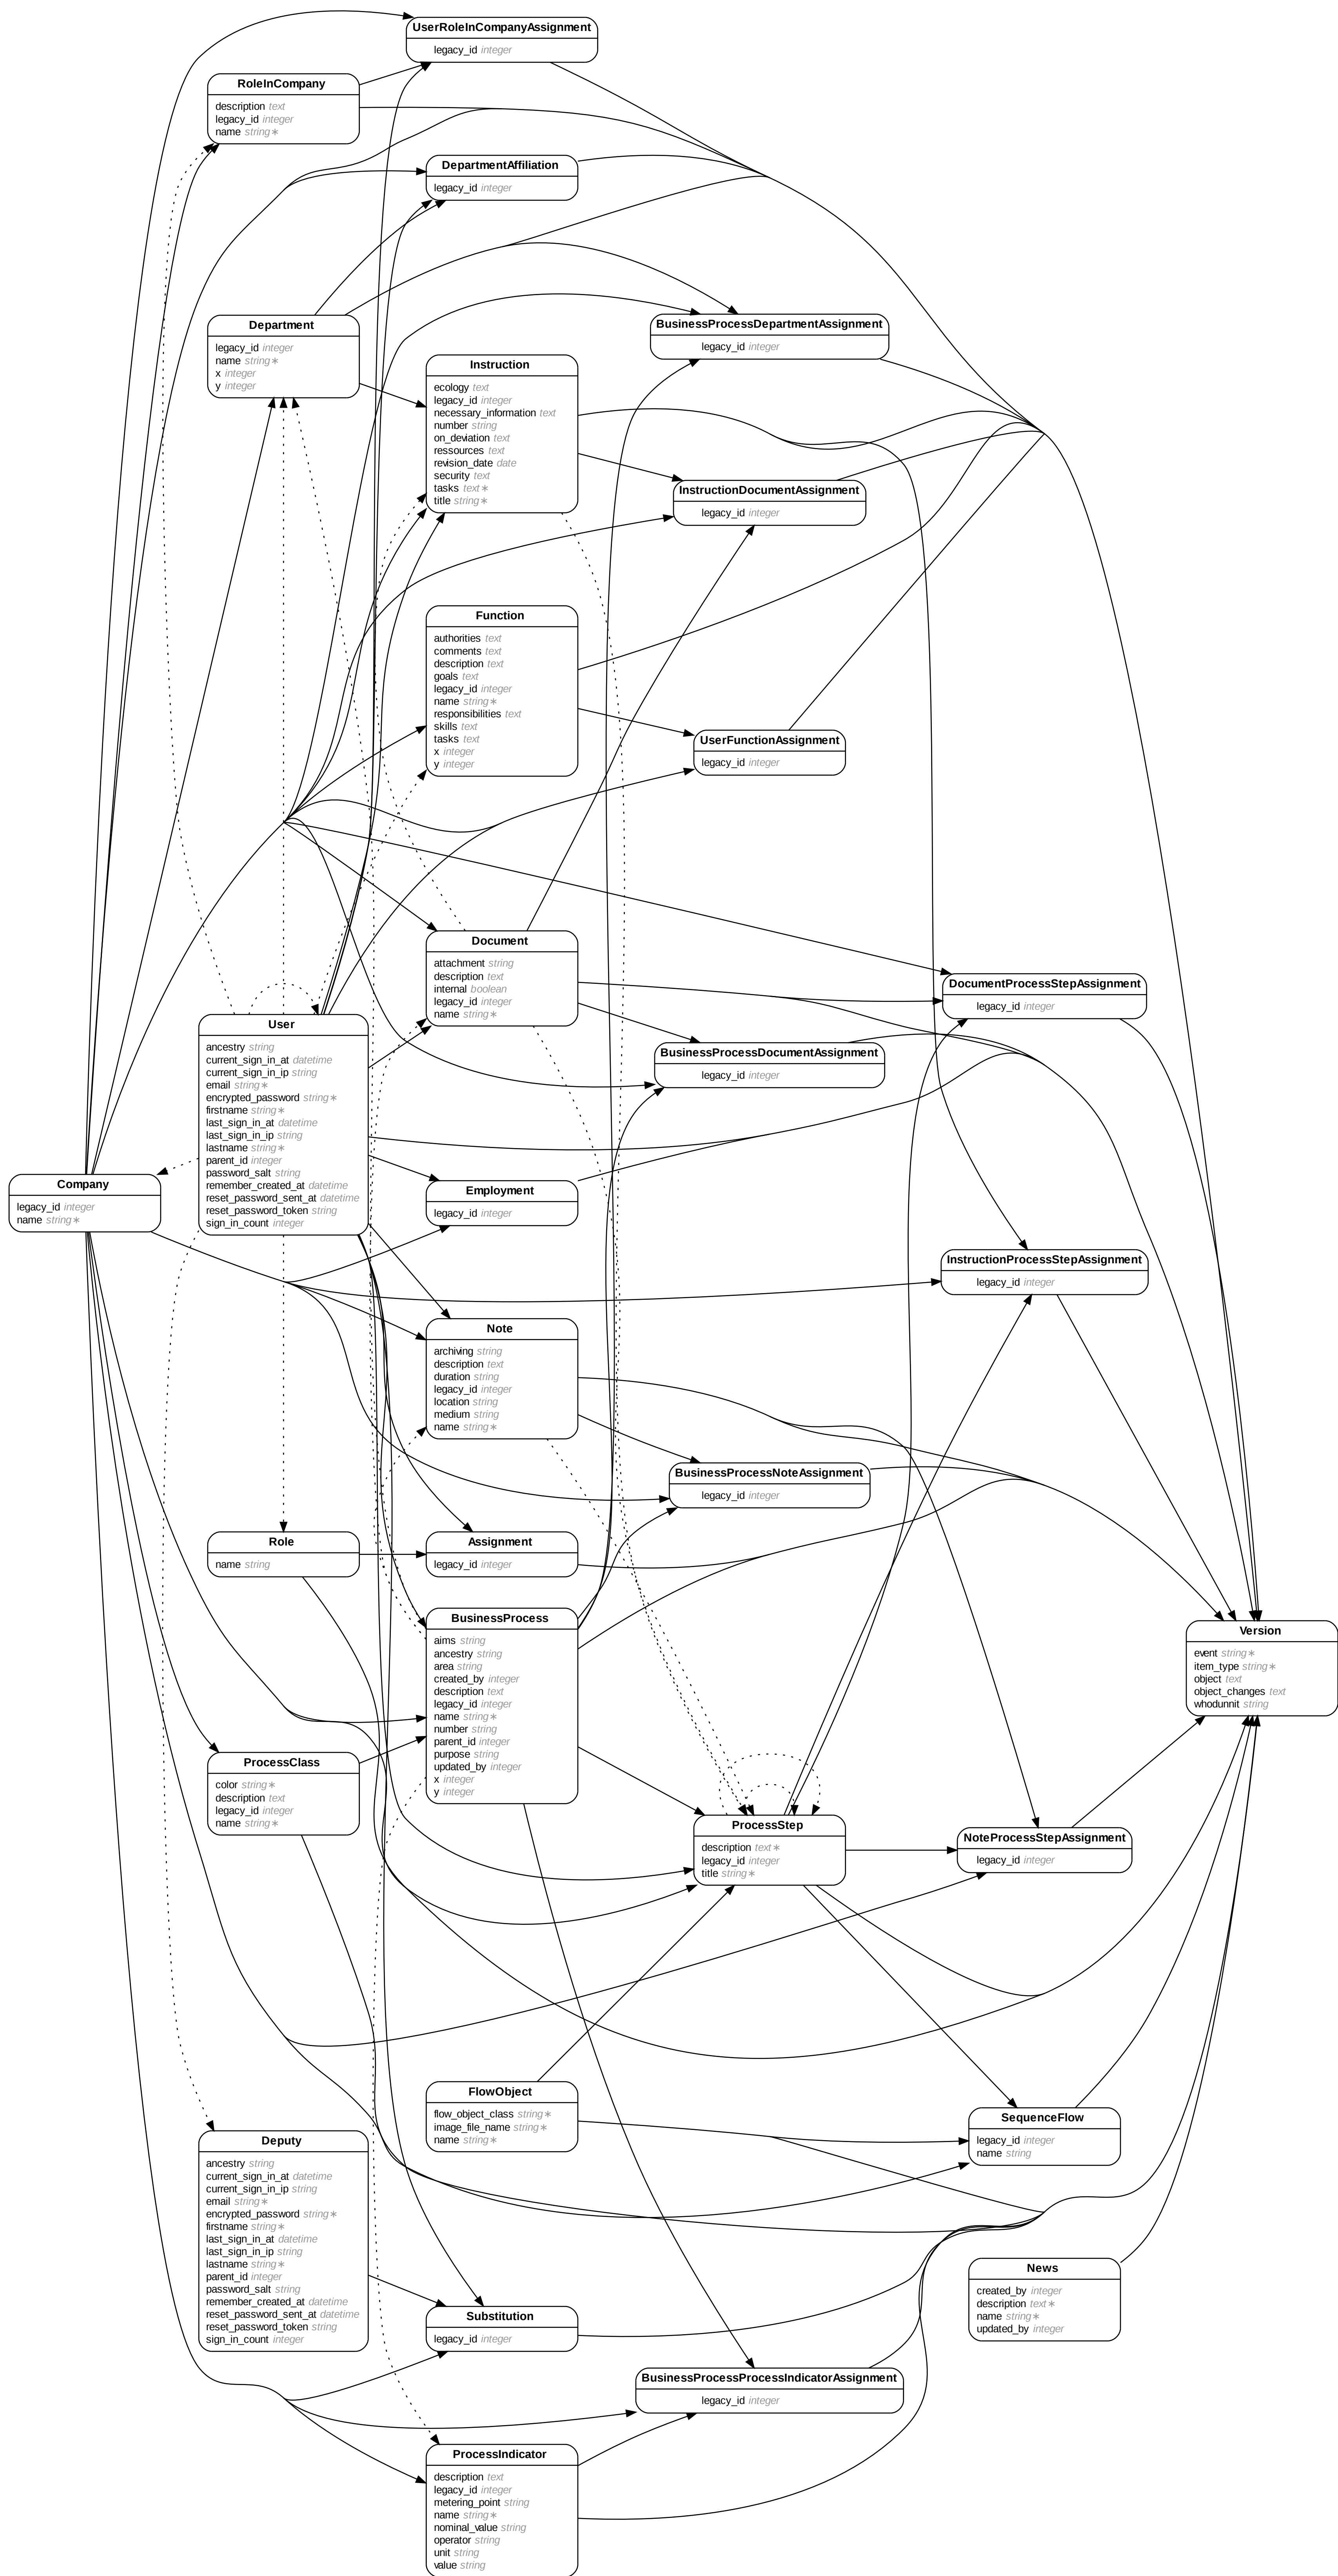 UserRoleInCompanyAssignment
legacy_id integer
RoleInCompany
description text
legacy_id integer
name string∗
DepartmentAffiliation
legacy_id integer
Department
legacy_id integer
name string∗
x integer
y integer
BusinessProcessDepartmentAssignment
legacy_id integer
Instruction
ecology text
legacy_id integer
necessary_information text
number string
on_deviation text
ressources text
revision_date date
security text
tasks text∗
title string∗
InstructionDocumentAssignment
legacy_id integer
Function
authorities text
comments text
description text
goals text
legacy_id integer
name string∗
responsibilities text
skills text
tasks text
x integer
y integer
UserFunctionAssignment
legacy_id integer
Document
attachment string
description text
internal boolean
legacy_id integer
name string∗
DocumentProcessStepAssignment
legacy_id integer
User
ancestry string
current_sign_in_at datetime
current_sign_in_ip string
email string∗
encrypted_password string∗
firstname string∗
last_sign_in_at datetime
last_sign_in_ip string
lastname string∗
parent_id integer
password_salt string
remember_created_at datetime
reset_password_sent_at datetime
reset_password_token string
sign_in_count integer
BusinessProcessDocumentAssignment
legacy_id integer
Company
legacy_id integer
name string∗
Employment
legacy_id integer
InstructionProcessStepAssignment
legacy_id integer
Note
archiving string
description text
duration string
legacy_id integer
location string
medium string
name string∗
BusinessProcessNoteAssignment
legacy_id integer
Role
name string
Assignment
legacy_id integer
BusinessProcess
aims string
ancestry string
area string
created_by integer
description text
legacy_id integer
name string∗
number string
parent_id integer
purpose string
updated_by integer
x integer
y integer
Version
event string∗
item_type string∗
object text
object_changes text
whodunnit string
ProcessClass
color string∗
description text
legacy_id integer
name string∗
ProcessStep
description text∗
legacy_id integer
title string∗
NoteProcessStepAssignment
legacy_id integer
FlowObject
flow_object_class string∗
image_file_name string∗
name string∗
SequenceFlow
legacy_id integer
name string
Deputy
ancestry string
current_sign_in_at datetime
current_sign_in_ip string
email string∗
encrypted_password string∗
firstname string∗
last_sign_in_at datetime
last_sign_in_ip string
lastname string∗
parent_id integer
password_salt string
remember_created_at datetime
reset_password_sent_at datetime
reset_password_token string
sign_in_count integer
News
created_by integer
description text∗
name string∗
updated_by integer
Substitution
legacy_id integer
BusinessProcessProcessIndicatorAssignment
legacy_id integer
ProcessIndicator
description text
legacy_id integer
metering_point string
name string∗
nominal_value string
operator string
unit string
value string